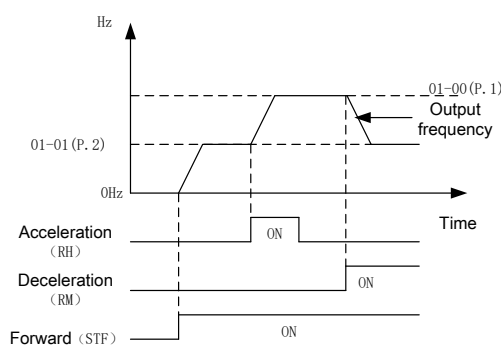 Hz
01-00(P.1)
Output
frequency
01-01(P.2)
0Hz
Time
Acceleration
(RH)
ON
Deceleration
(RM)
ON
Forward (STF)
ON